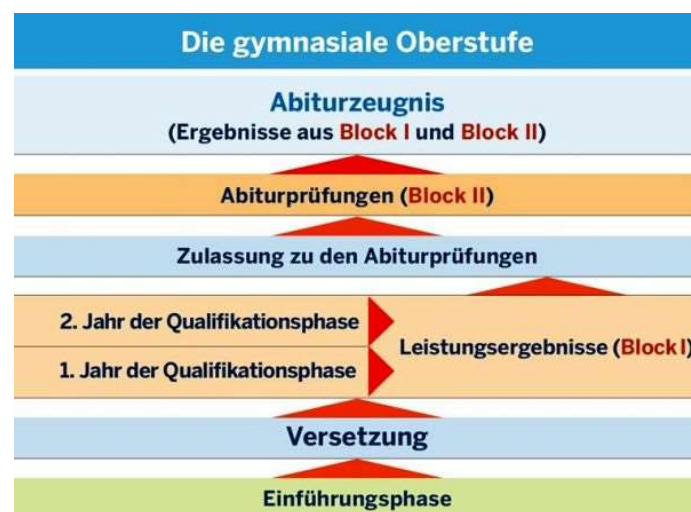 Die gymnasiale Oberstufe
Abiturzeugnis
(Ergebnisse aus Block I und Block II)
Abiturprüfungen (Block II)
Zulassung zu den Abiturprüfungen
2. Jahr der Qualifikationsphase
Leistungsergebnisse (Block I)
1. Jahr der Qualifikationsphase
Versetzung
Einführungsphase